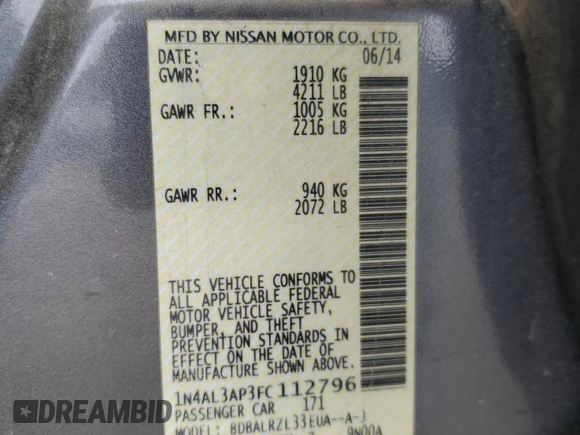 MFD BY NISSAN MOTOR CO., LTD.
DATE: 06/14
GVWR: 1910 KG
4211 LB
GAWR FR.: 1005 KG
2216 LB
GAWR RR.: 940 KG
2072 LB
THIS VEHICLE CONFORMS TO
ALL APPLICABLE FEDERAL
MOTOR VEHICLE SAFETY,
BUMPER, AND THEFT
PREVENTION STANDARDS IN
EFFECT ON THE DATE OF
MANUFACTURE SHOWN ABOVE.
1N4AL3AP3FC112796
PASSENGER CAR 171
MODEL: BDBALRZL33EUA--A-J
DREAMBID